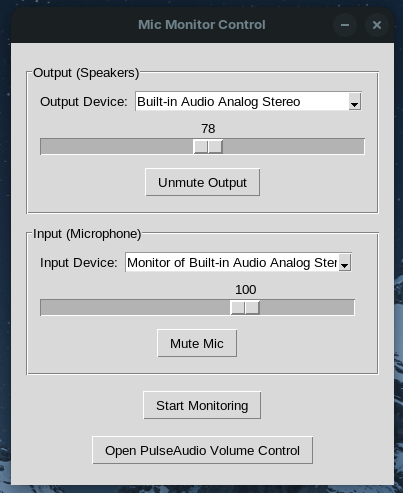 Mic Monitor Control
Output (Speakers)
Output Device: Built-in Audio Analog Stereo
78
Unmute Output
Input (Microphone)
Input Device: Monitor of Built-in Audio Analog Ster
100
Mute Mic
Start Monitoring
Open PulseAudio Volume Control